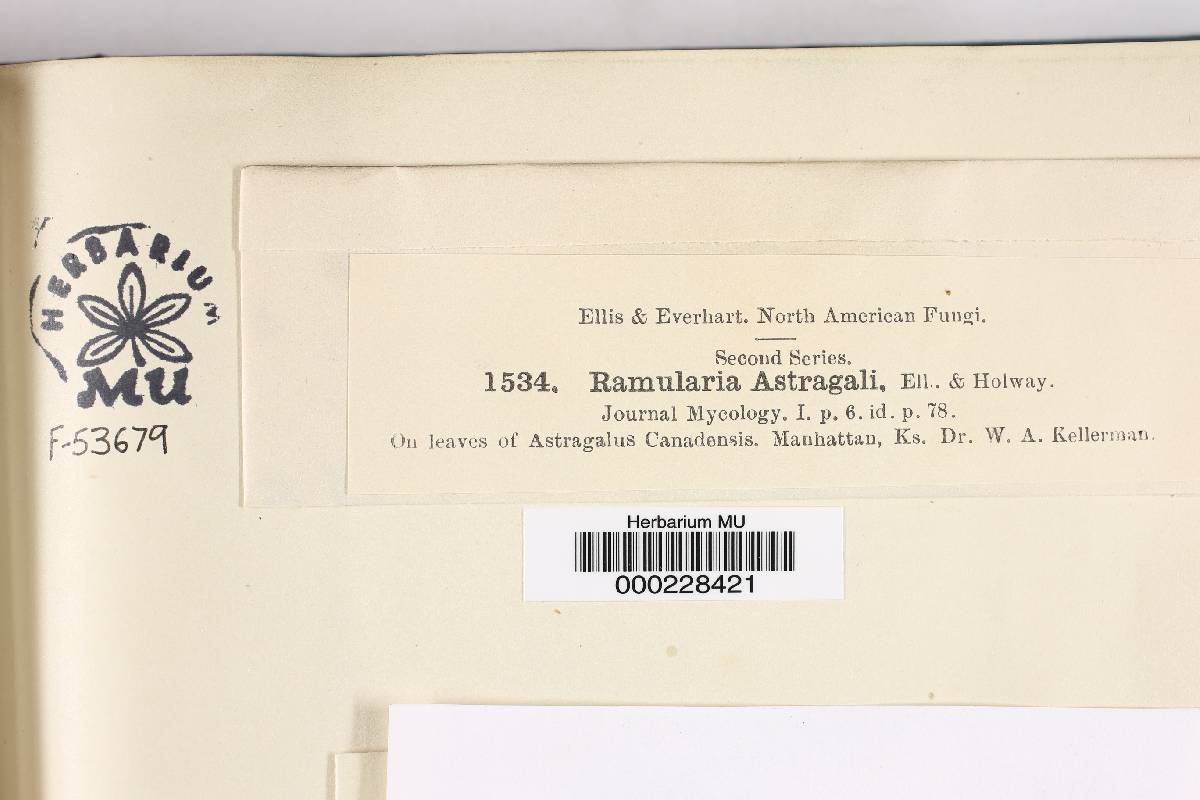 HERBARIUM
MU
F-53679
Ellis & Everhart. North American Fungi.
Second Series.
1534. Ramularia Astragali, Ell. & Holway.
Journal Mycology. I. p. 6. id. p. 78.
On leaves of Astragalus Canadensis. Manhattan, Ks. Dr. W. A. Kellerman.
Herbarium MU
000228421